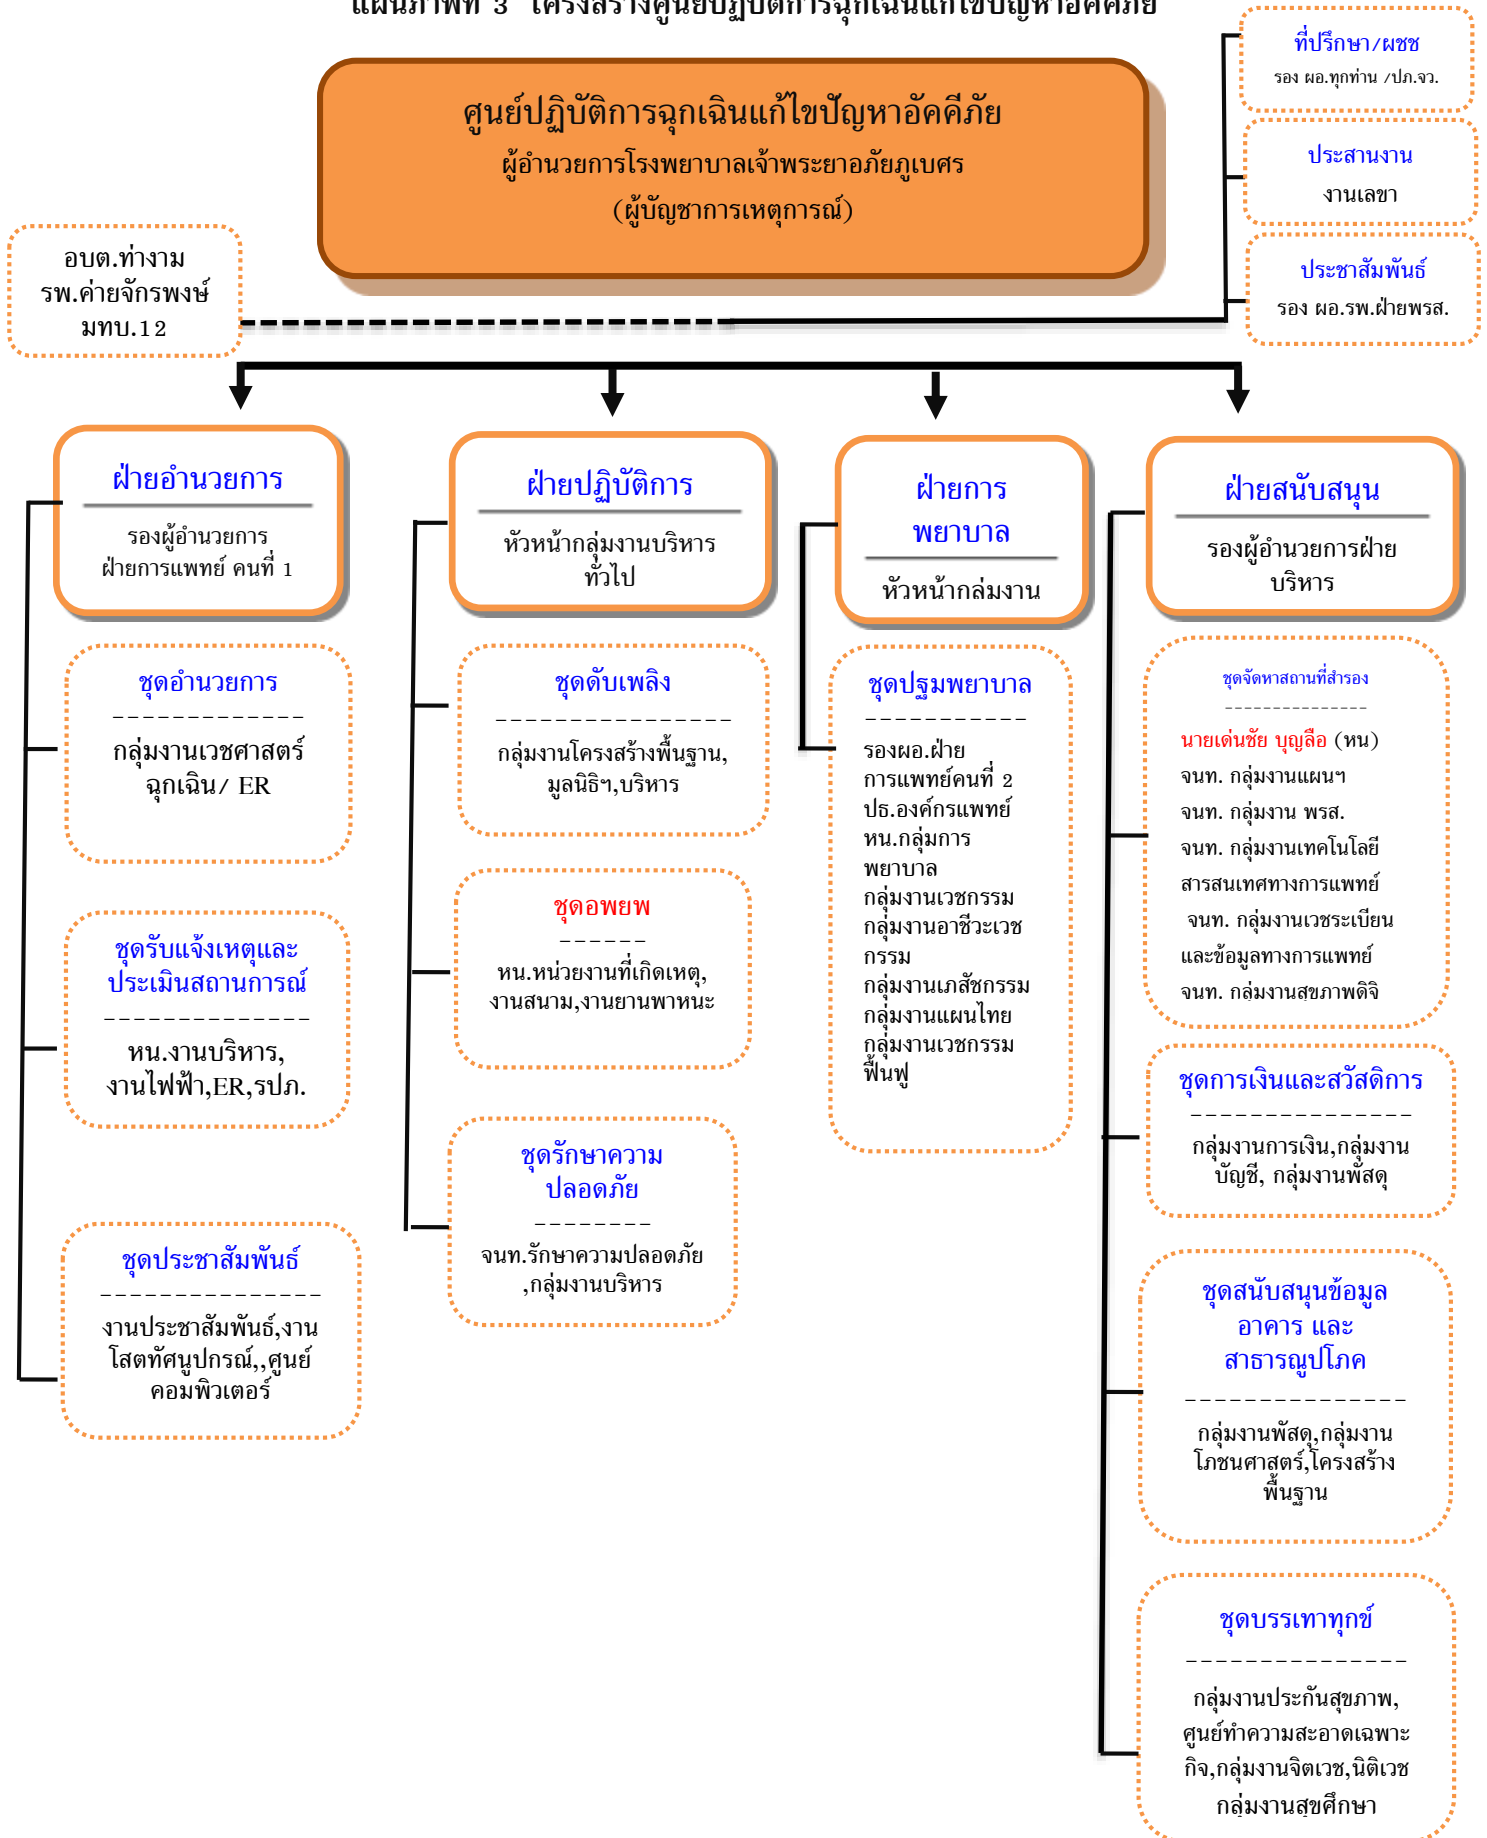 แผนภาพที่ 3 โครงสร้างศูนย์ปฏิบัติการฉุกเฉินแก้ไขปัญหาอัคคีภัย
ศูนย์ปฏิบัติการฉุกเฉินแก้ไขปัญหาอัคคีภัย
ผู้อำนวยการโรงพยาบาลเจ้าพระยาอภัยภูเบศร
(ผู้บัญชาการเหตุการณ์)
ที่ปรึกษา/ผชช
รอง ผอ.ทุกท่าน /ปภ.จว.
ประสานงาน
งานเลขา
ประชาสัมพันธ์
รอง ผอ.รพ.ฝ่ายพรส.
อบต.ท่างาม
รพ.ค่ายจักรพงษ์
มทบ.12
ฝ่ายอำนวยการ
รองผู้อำนวยการ
ฝ่ายการแพทย์ คนที่ 1
ชุดอำนวยการ
-------------
กลุ่มงานเวชศาสตร์
ฉุกเฉิน/ ER
ชุดรับแจ้งเหตุและ
ประเมินสถานการณ์
--------------
หน.งานบริหาร,
งานไฟฟ้า,ER,รปภ.
ชุดประชาสัมพันธ์
---------------
งานประชาสัมพันธ์,งาน
โสตทัศนูปกรณ์,,ศูนย์
คอมพิวเตอร์
ฝ่ายปฏิบัติการ
หัวหน้ากลุ่มงานบริหาร
ทั่วไป
ชุดดับเพลิง
----------------
กลุ่มงานโครงสร้างพื้นฐาน,
มูลนิธิฯ,บริหาร
ชุดอพยพ
------
หน.หน่วยงานที่เกิดเหตุ,
งานสนาม,งานยานพาหนะ
ชุดรักษาความ
ปลอดภัย
--------
จนท.รักษาความปลอดภัย
,กลุ่มงานบริหาร
ฝ่ายการ
พยาบาล
หัวหน้ากล่มงาน
ชุดปฐมพยาบาล
-----------
รองผอ.ฝ่าย
การแพทย์คนที่ 2
ปธ.องค์กรแพทย์
หน.กลุ่มการ
พยาบาล
กลุ่มงานเวชกรรม
กลุ่มงานอาชีวะเวช
กรรม
กลุ่มงานเภสัชกรรม
กลุ่มงานแผนไทย
กลุ่มงานเวชกรรม
ฟื้นฟู
ฝ่ายสนับสนุน
รองผู้อำนวยการฝ่าย
บริหาร
ชุดจัดหาสถานที่สำรอง
---------------
นายเด่นชัย บุญลือ (หน)
จนท. กลุ่มงานแผนฯ
จนท. กลุ่มงาน พรส.
จนท. กลุ่มงานเทคโนโลยี
สารสนเทศทางการแพทย์
จนท. กลุ่มงานเวชระเบียน
และข้อมูลทางการแพทย์
จนท. กลุ่มงานสุขภาพดิจิ
ชุดการเงินและสวัสดิการ
---------------
กลุ่มงานการเงิน,กลุ่มงาน
บัญชี, กลุ่มงานพัสดุ
ชุดสนับสนุนข้อมูล
อาคาร และ
สาธารณูปโภค
---------------
กลุ่มงานพัสดุ,กลุ่มงาน
โภชนศาสตร์,โครงสร้าง
พื้นฐาน
ชุดบรรเทาทุกข์
---------------
กลุ่มงานประกันสุขภาพ,
ศูนย์ทำความสะอาดเฉพาะ
กิจ,กลุ่มงานจิตเวช,นิติเวช
กลุ่มงานสุขศึกษา